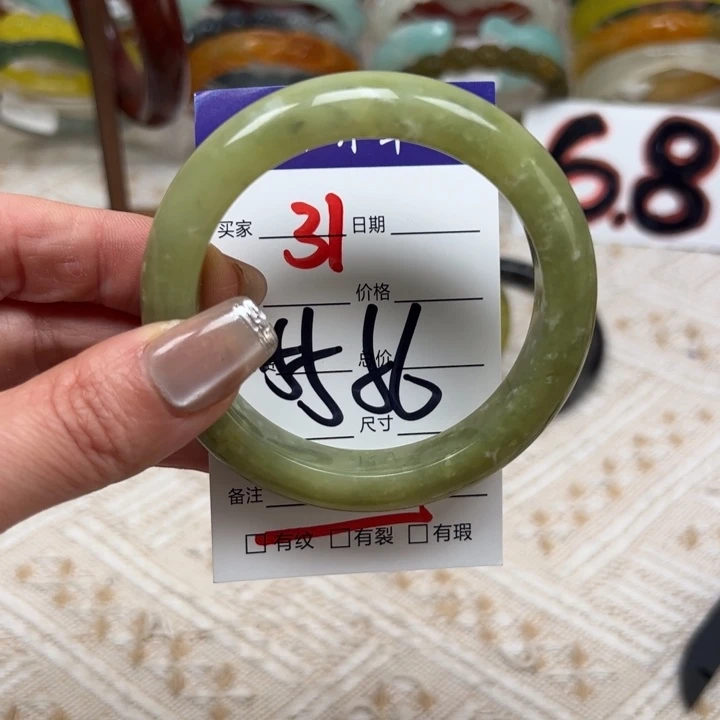 6.8
买家 31 日期
价格
总价
86
尺寸
备注
有纹 有裂 有瑕